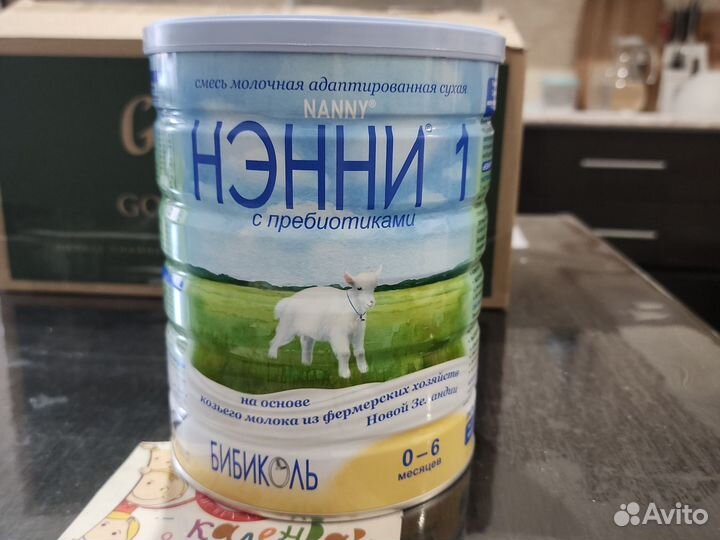 смесь молочная адаптированная сухая
NANNY®
НЭННИ® 1
с пребиотиками
на основе
козьего молока из фермерских хозяйств
Новой Зеландии
БИБИКОЛЬ
0–6
месяцев
календарь
Avito